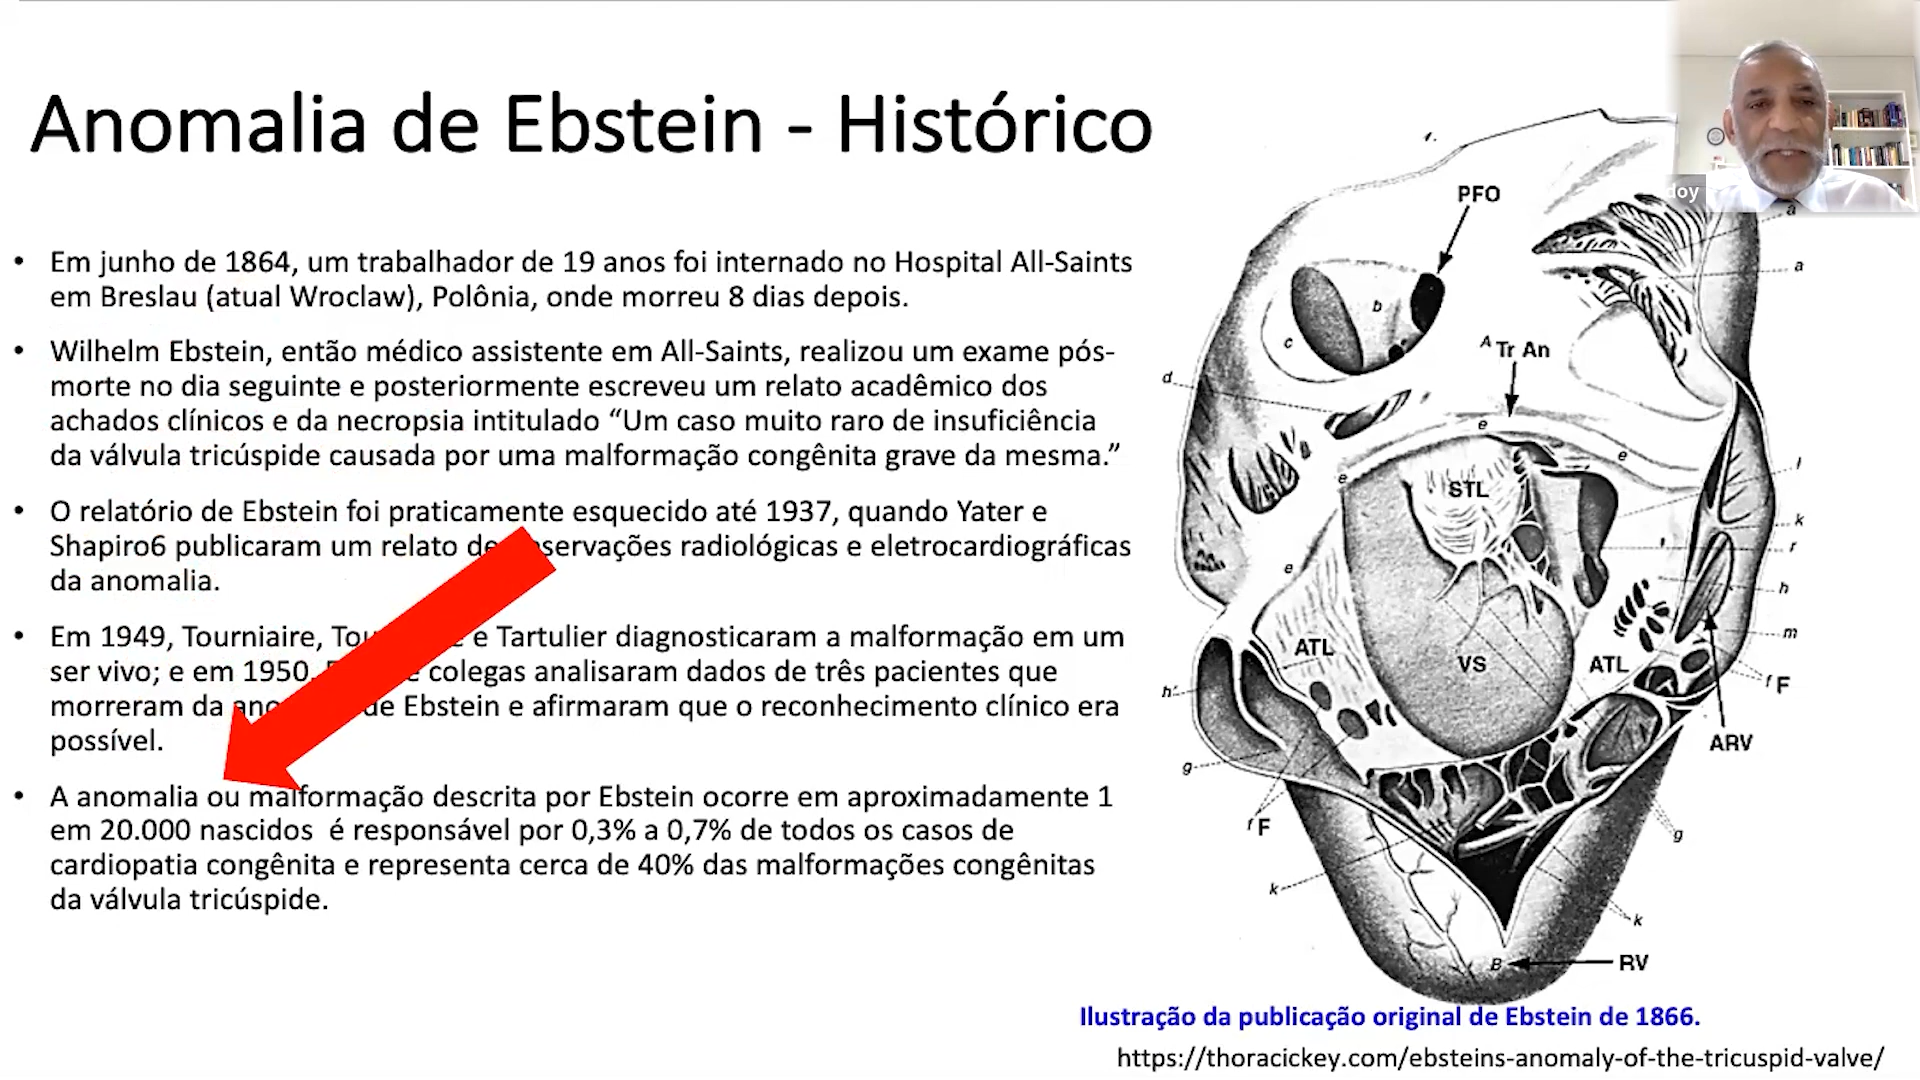 Anomalia de Ebstein - Histórico
doy
• Em junho de 1864, um trabalhador de 19 anos foi internado no Hospital All-Saints
em Breslau (atual Wroclaw), Polônia, onde morreu 8 dias depois.
• Wilhelm Ebstein, então médico assistente em All-Saints, realizou um exame pós-
morte no dia seguinte e posteriormente escreveu um relato acadêmico dos
achados clínicos e da necropsia intitulado “Um caso muito raro de insuficiência
da válvula tricúspide causada por uma malformação congênita grave da mesma.”
• O relatório de Ebstein foi praticamente esquecido até 1937, quando Yater e
Shapiro6 publicaram um relato de servações radiológicas e eletrocardiográficas
da anomalia.
• Em 1949, Tourniaire, e Tartulier diagnosticaram a malformação em um
ser vivo; e em 1950, colegas analisaram dados de três pacientes que
morreram da de Ebstein e afirmaram que o reconhecimento clínico era
possível.
• A anomalia ou malformação descrita por Ebstein ocorre em aproximadamente 1
em 20.000 nascidos é responsável por 0,3% a 0,7% de todos os casos de
cardiopatia congênita e representa cerca de 40% das malformações congênitas
da válvula tricúspide.
1.
PFO
a
a
b
c
A Tr An
d
e
e
e
l
STL
k
r
e
h
ATL
VS
ATL
m
h'
f F
ARV
g
f F
g
k
k
B
RV
Ilustração da publicação original de Ebstein de 1866.
https://thoracickey.com/ebsteins-anomaly-of-the-tricuspid-valve/